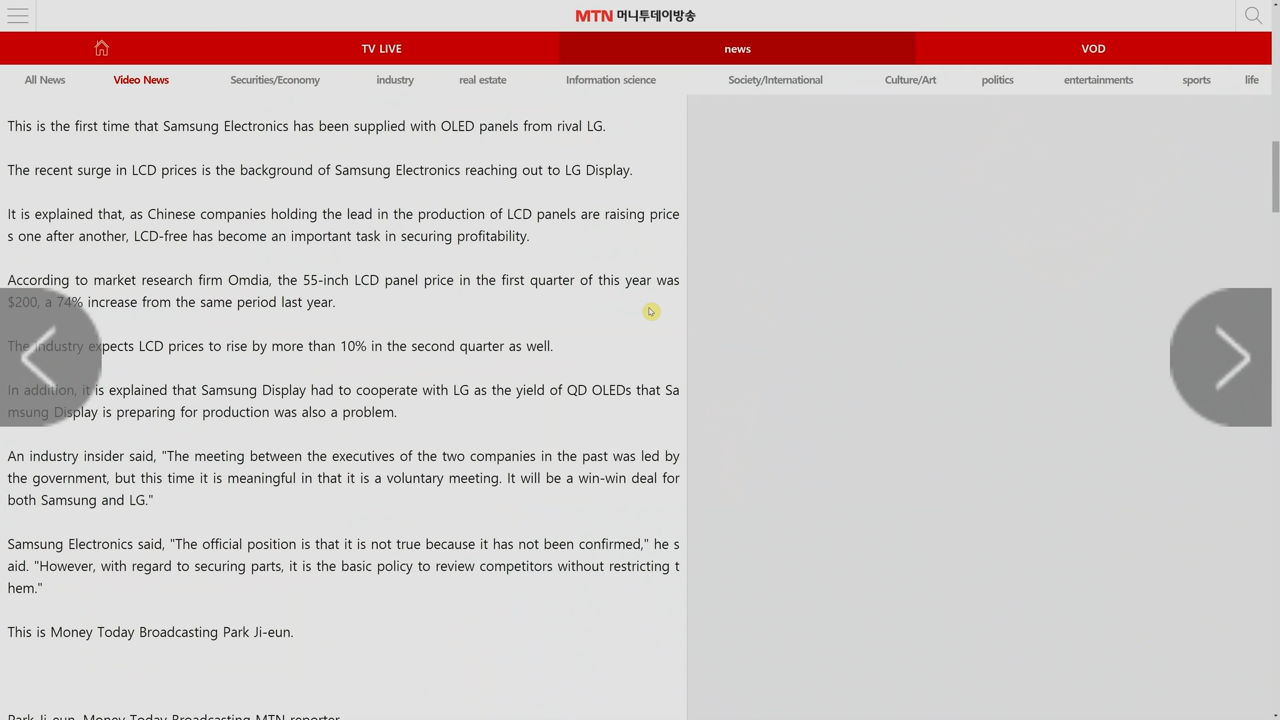 MTN 머니투데이방송
TV LIVE
news
VOD
All News
Video News
Securities/Economy
industry
real estate
Information science
Society/International
Culture/Art
politics
entertainments
sports
life
This is the first time that Samsung Electronics has been supplied with OLED panels from rival LG.
The recent surge in LCD prices is the background of Samsung Electronics reaching out to LG Display.
It is explained that, as Chinese companies holding the lead in the production of LCD panels are raising price
s one after another, LCD-free has become an important task in securing profitability.
According to market research firm Omdia, the 55-inch LCD panel price in the first quarter of this year was
$200, a 74% increase from the same period last year.
The industry expects LCD prices to rise by more than 10% in the second quarter as well.
In addition, it is explained that Samsung Display had to cooperate with LG as the yield of QD OLEDs that Sa
msung Display is preparing for production was also a problem.
An industry insider said, "The meeting between the executives of the two companies in the past was led by
the government, but this time it is meaningful in that it is a voluntary meeting. It will be a win-win deal for
both Samsung and LG."
Samsung Electronics said, "The official position is that it is not true because it has not been confirmed," he s
aid. "However, with regard to securing parts, it is the basic policy to review competitors without restricting t
hem."
This is Money Today Broadcasting Park Ji-eun.
Park Ji-eun, Money Today Broadcasting MTN reporter